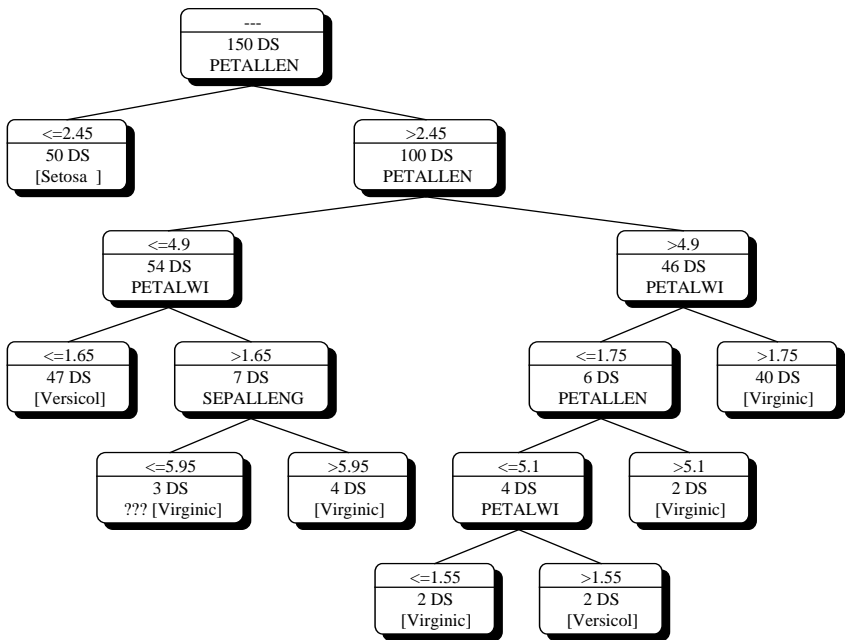 ---
150 DS
PETALLEN
<=2.45
50 DS
[Setosa ]
>2.45
100 DS
PETALLEN
<=4.9
54 DS
PETALWI
>4.9
46 DS
PETALWI
<=1.65
47 DS
[Versicol]
>1.65
7 DS
SEPALLENG
<=1.75
6 DS
PETALLEN
>1.75
40 DS
[Virginic]
<=5.95
3 DS
??? [Virginic]
>5.95
4 DS
[Virginic]
<=5.1
4 DS
PETALWI
>5.1
2 DS
[Virginic]
<=1.55
2 DS
[Virginic]
>1.55
2 DS
[Versicol]